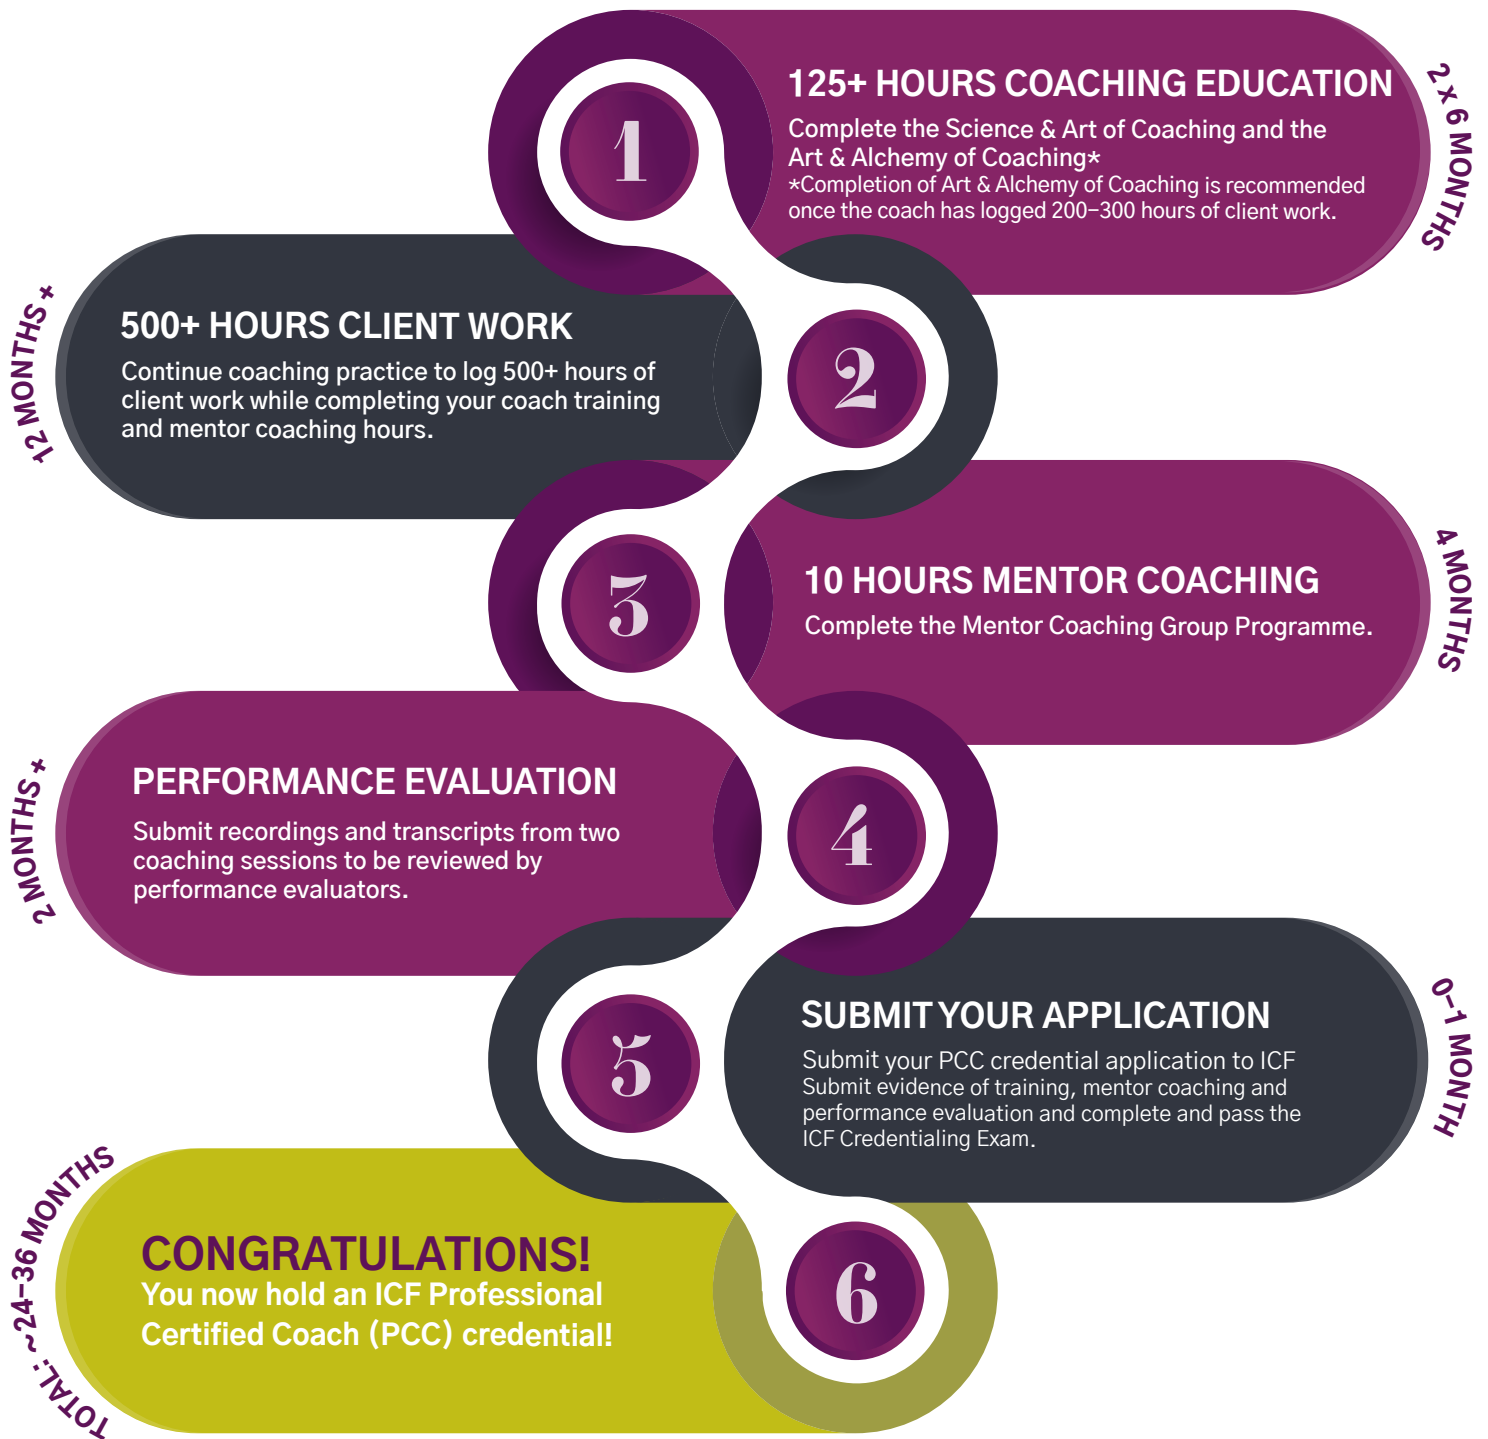 1
125+ HOURS COACHING EDUCATION
Complete the Science & Art of Coaching and the
Art & Alchemy of Coaching*
*Completion of Art & Alchemy of Coaching is recommended
once the coach has logged 200–300 hours of client work.
2 x 6 MONTHS
2
500+ HOURS CLIENT WORK
Continue coaching practice to log 500+ hours of
client work while completing your coach training
and mentor coaching hours.
12 MONTHS +
3
10 HOURS MENTOR COACHING
Complete the Mentor Coaching Group Programme.
4 MONTHS
4
PERFORMANCE EVALUATION
Submit recordings and transcripts from two
coaching sessions to be reviewed by
performance evaluators.
2 MONTHS +
5
SUBMIT YOUR APPLICATION
Submit your PCC credential application to ICF
Submit evidence of training, mentor coaching and
performance evaluation and complete and pass the
ICF Credentialing Exam.
0–1 MONTH
6
CONGRATULATIONS!
You now hold an ICF Professional
Certified Coach (PCC) credential!
TOTAL: ~24–36 MONTHS